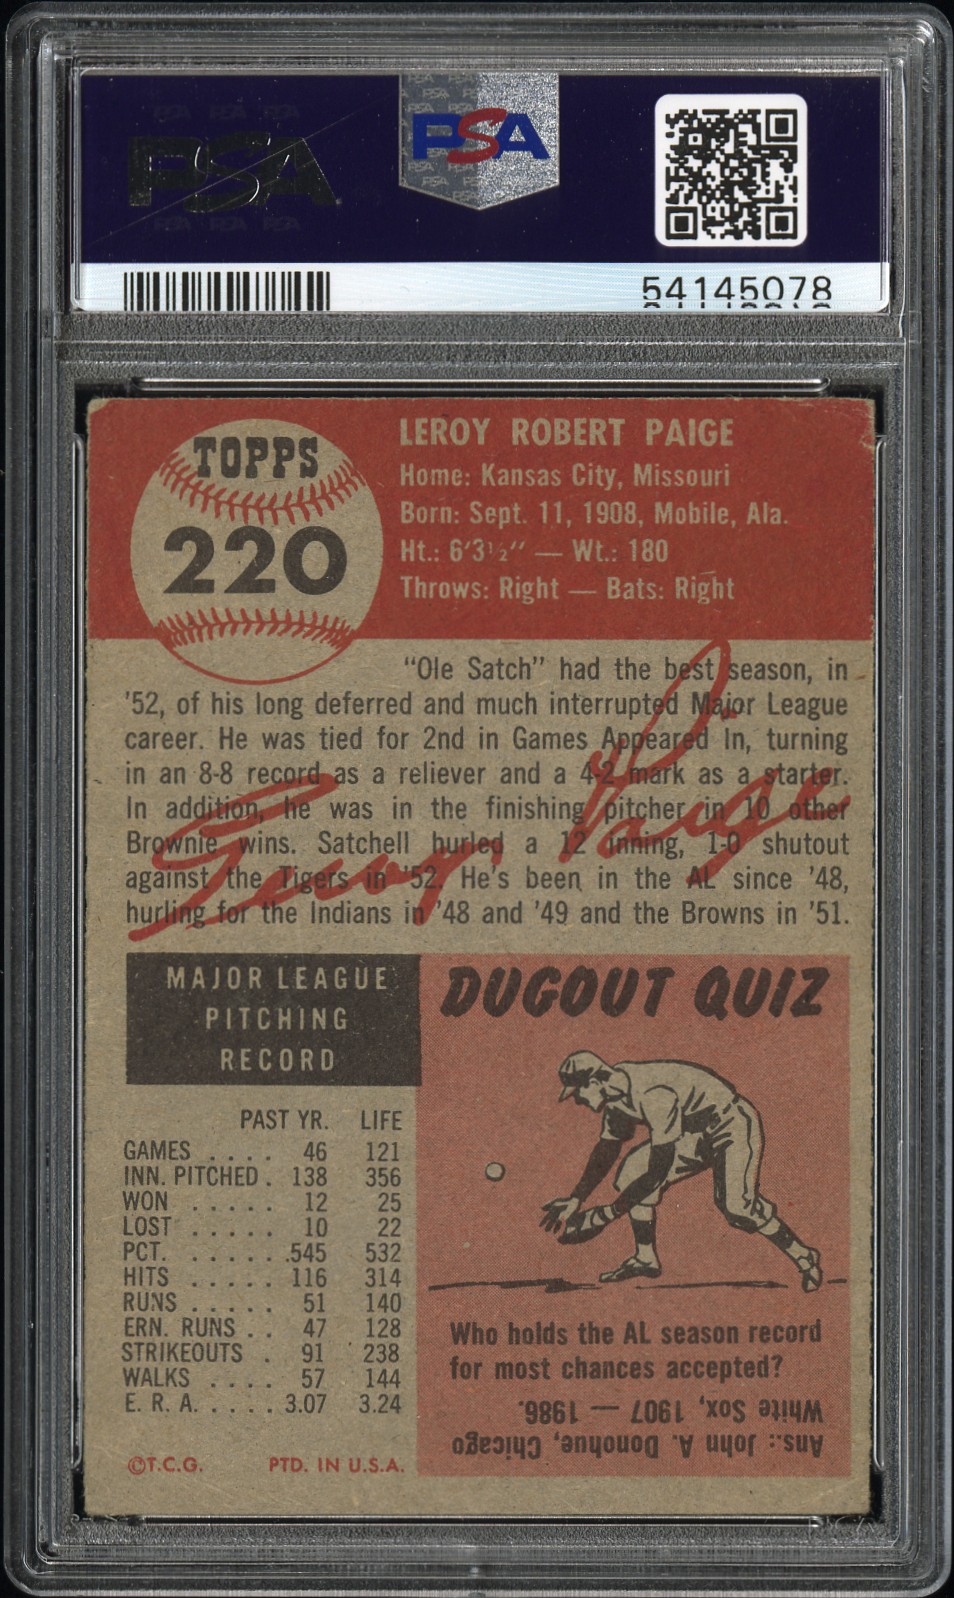 PSA
PSA
54145078
TOPPS
220
LEROY ROBERT PAIGE
Home: Kansas City, Missouri
Born: Sept. 11, 1908, Mobile, Ala.
Ht.: 6'3½" — Wt.: 180
Throws: Right — Bats: Right
"Ole Satch" had the best season, in
'52, of his long deferred and much interrupted Major League
career. He was tied for 2nd in Games Appeared In, turning
in an 8-8 record as a reliever and a 4-2 mark as a starter.
In addition, he was in the finishing pitcher in 10 other
Brownie wins. Satchell hurled a 12 inning, 1-0 shutout
against the Tigers in '52. He's been in the AL since '48,
hurling for the Indians in '48 and '49 and the Browns in '51.
MAJOR LEAGUE
PITCHING
RECORD
PAST YR. LIFE
GAMES .... 46 121
INN. PITCHED . 138 356
WON ..... 12 25
LOST ..... 10 22
PCT. ...... .545 532
HITS ..... 116 314
RUNS ..... 51 140
ERN. RUNS .. 47 128
STRIKEOUTS . 91 238
WALKS .... 57 144
E. R. A. .... 3.07 3.24
©T.C.G. PTD. IN U.S.A.
DUGOUT QUIZ
Who holds the AL season record
for most chances accepted?
Ans.: John A. Donohue, Chicago
White Sox, 1907 — 1986.